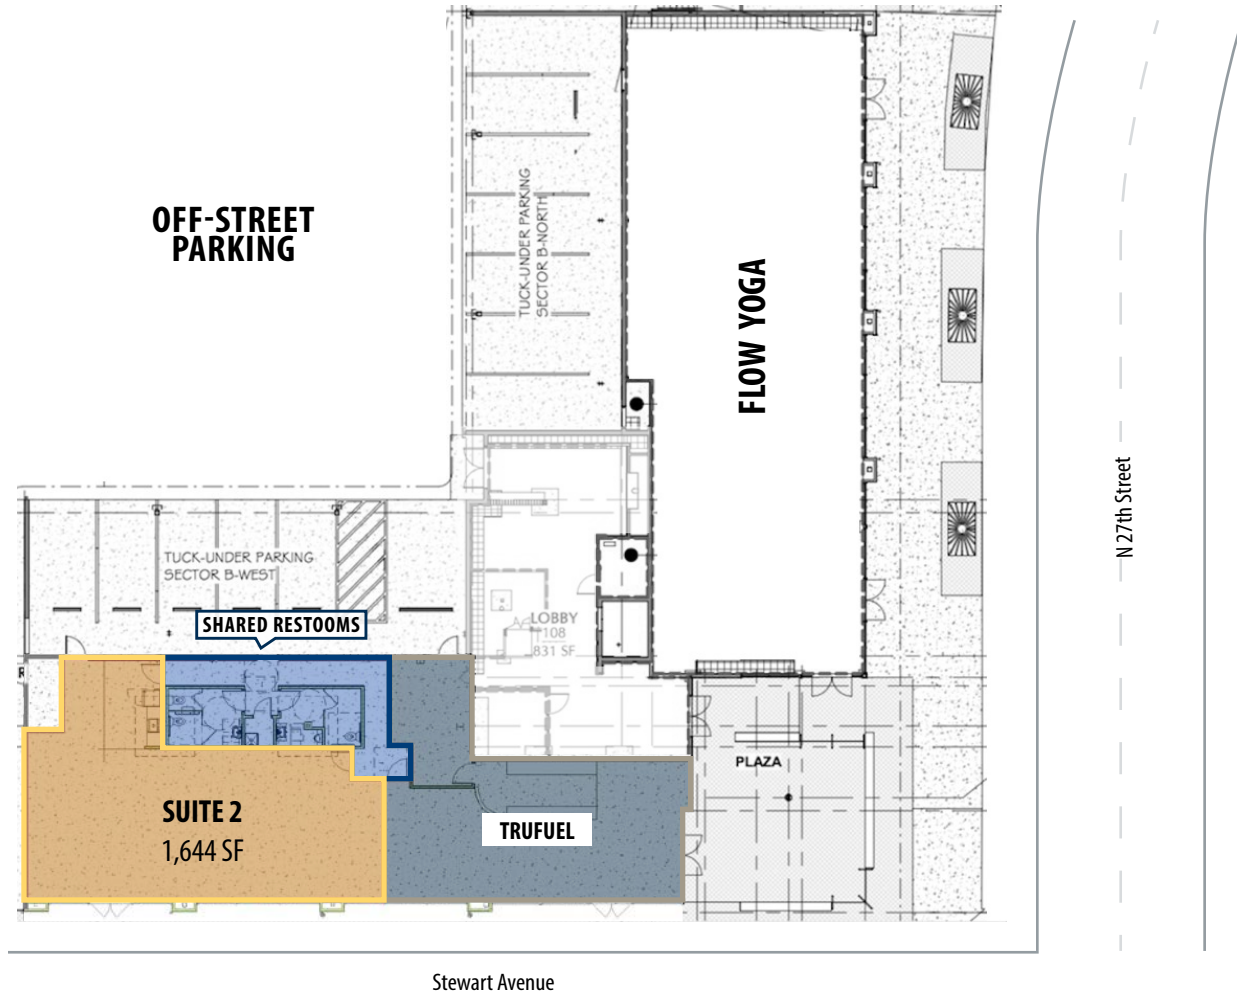 OFF-STREET
PARKING
TUCK-UNDER PARKING
SECTOR B-NORTH
FLOW YOGA
N 27th Street
TUCK-UNDER PARKING
SECTOR B-WEST
SHARED RESTOOMS
LOBBY
108
831 SF
R
PLAZA
SUITE 2
1,644 SF
TRUFUEL
Stewart Avenue